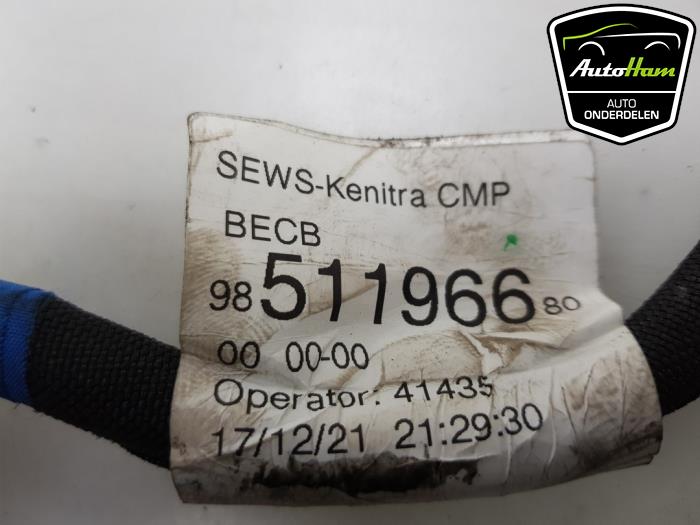 AutoHam
AUTO
ONDERDELEN
SEWS-Kenitra CMP
BECB
98 511966 80
00 00-00
Operator: 41435
17/12/21 21:29:30